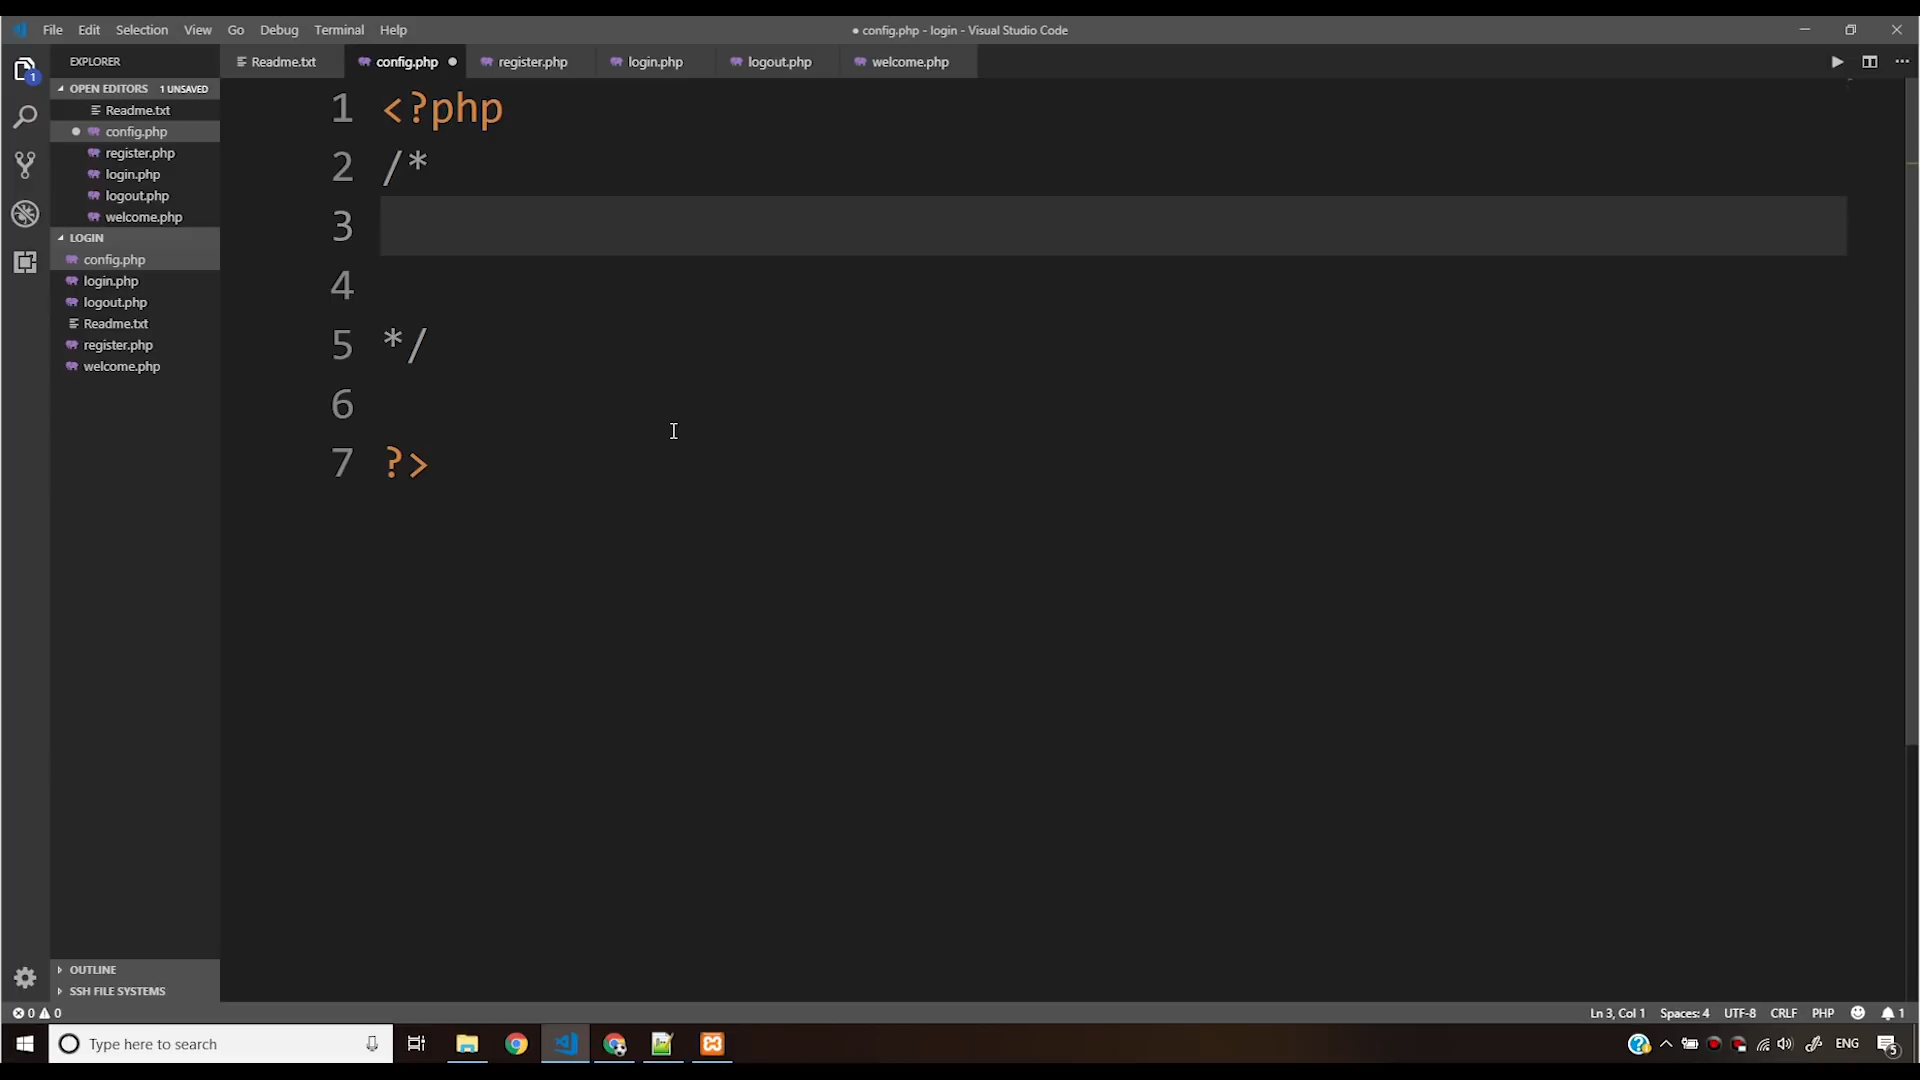 File Edit Selection View Go Debug Terminal Help
● config.php - login - Visual Studio Code
EXPLORER
Readme.txt
config.php
register.php
login.php
logout.php
welcome.php
OPEN EDITORS 1 UNSAVED
Readme.txt
config.php
register.php
login.php
logout.php
welcome.php
LOGIN
config.php
login.php
logout.php
Readme.txt
register.php
welcome.php
OUTLINE
SSH FILE SYSTEMS
1
1 <?php
2 /*
3
4
5 */
6
7 ?>
0 0
Ln 3, Col 1 Spaces: 4 UTF-8 CRLF PHP 1
Type here to search
ENG
5